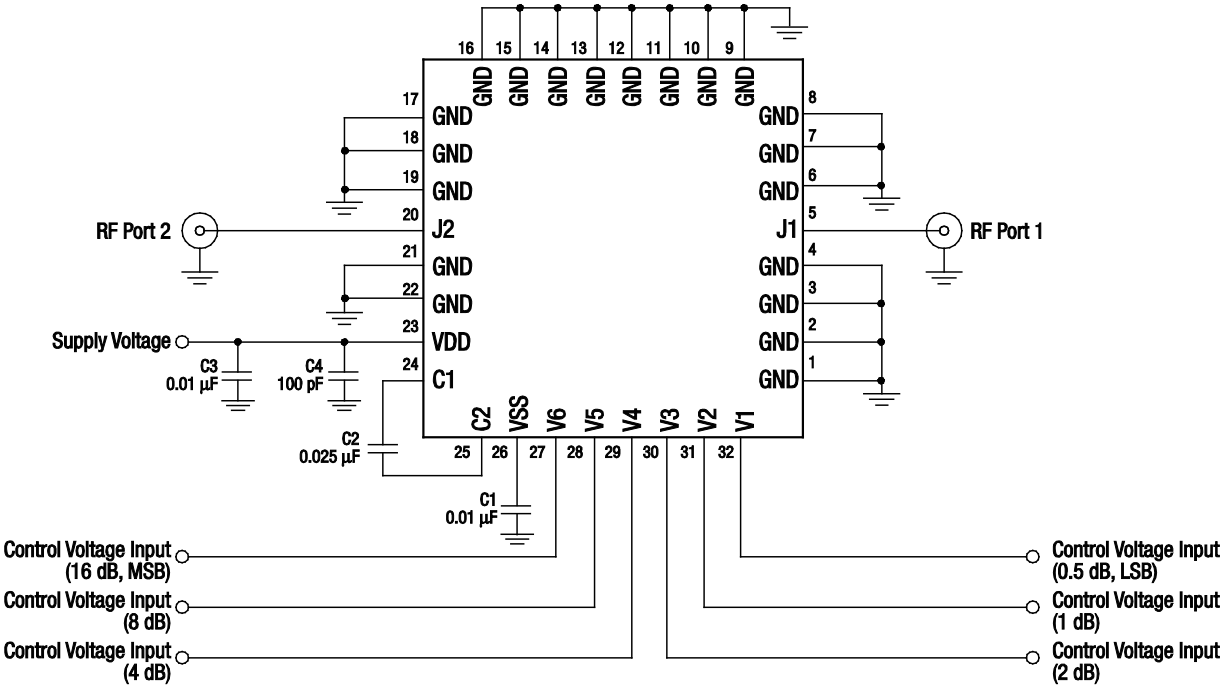 16 15 14 13 12 11 10 9
GND GND GND GND GND GND GND GND
17 GND GND 8
18 GND GND 7
19 GND GND 6
RF Port 2 20 J2 J1 5 RF Port 1
21 GND GND 4
22 GND GND 3
Supply Voltage 23 VDD GND 2
24 C1 GND 1
C3
0.01 µF
C4
100 pF
C2 VSS V6 V5 V4 V3 V2 V1
25 26 27 28 29 30 31 32
C2
0.025 µF
C1
0.01 µF
Control Voltage Input
(16 dB, MSB)
Control Voltage Input
(8 dB)
Control Voltage Input
(4 dB)
Control Voltage Input
(0.5 dB, LSB)
Control Voltage Input
(1 dB)
Control Voltage Input
(2 dB)